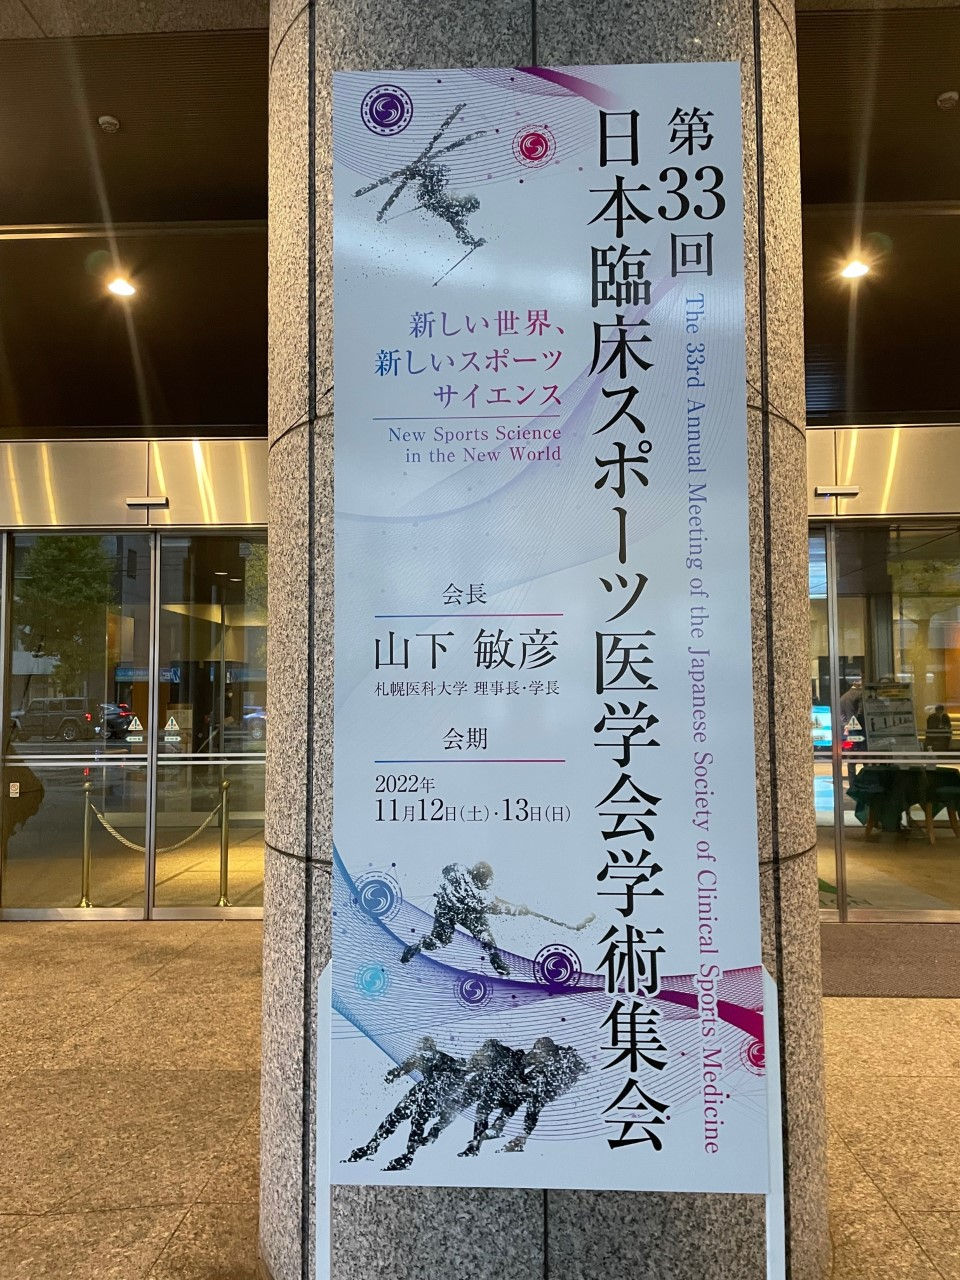 第33回
日本臨床スポーツ医学会学術集会
The 33rd Annual Meeting of the Japanese Society of Clinical Sports Medicine
新しい世界、
新しいスポーツ
サイエンス
New Sports Science
in the New World
会長
山下 敏彦
札幌医科大学 理事長・学長
会期
2022年
11月12日(土)・13日(日)